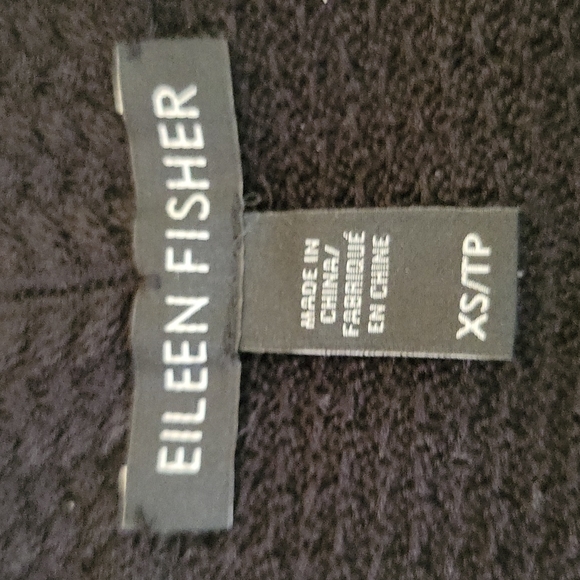 EILEEN FISHER
MADE IN
CHINA/
FABRIQUÉ
EN CHINE
XS/TP